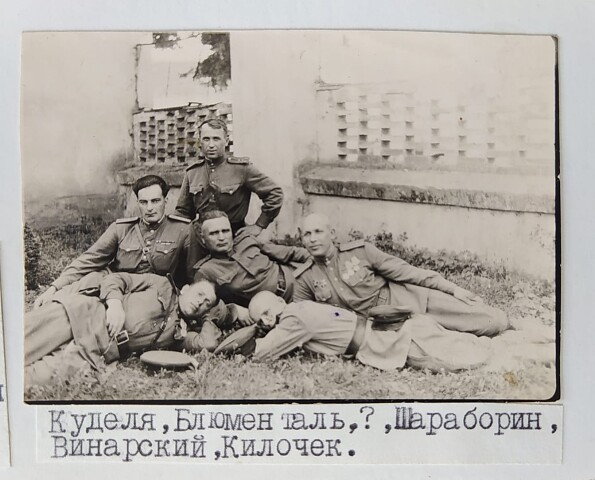 Куделя,Блюменталь,?,Шараборин,
Винарский,Килочек.